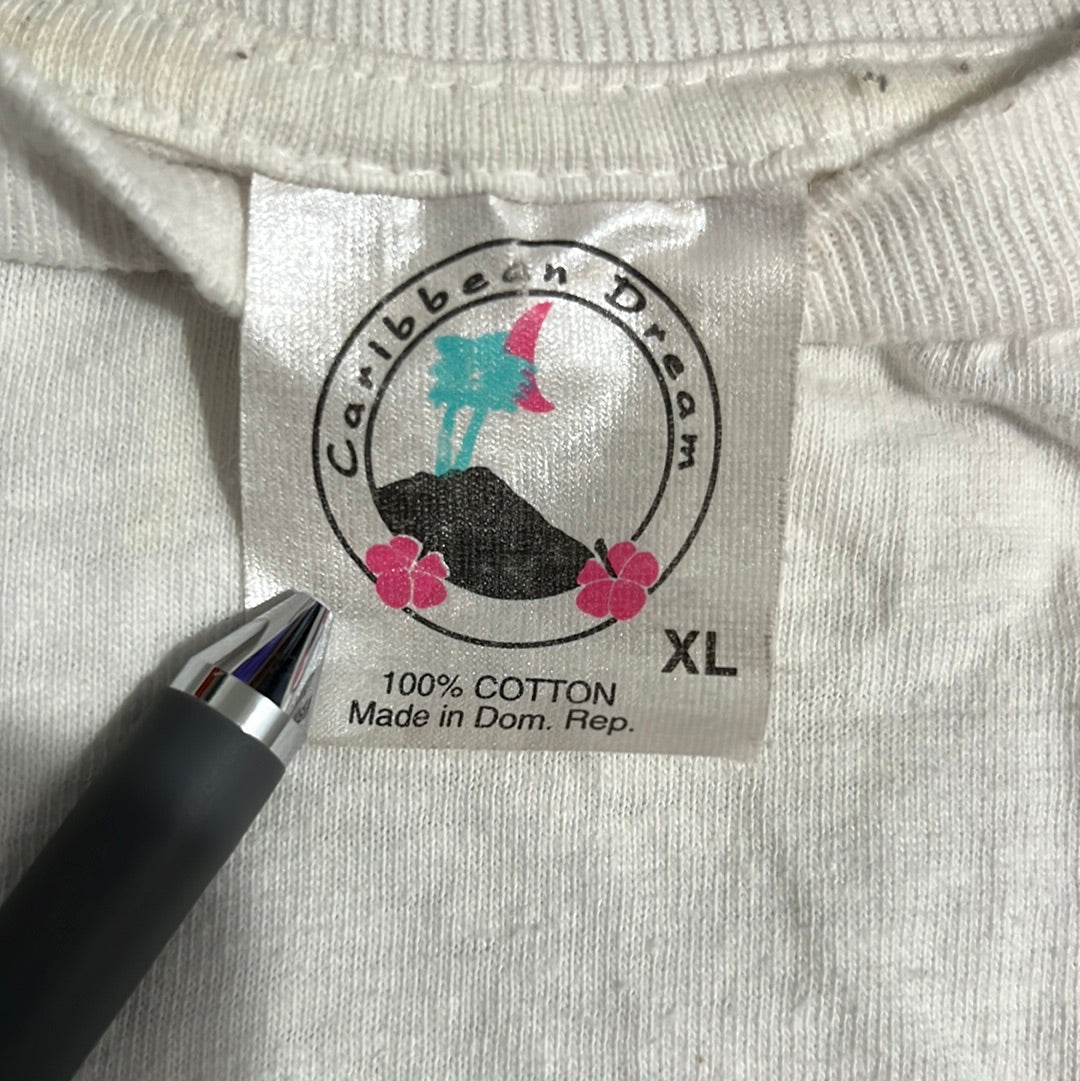 Caribbean Dream
XL
100% COTTON
Made in Dom. Rep.